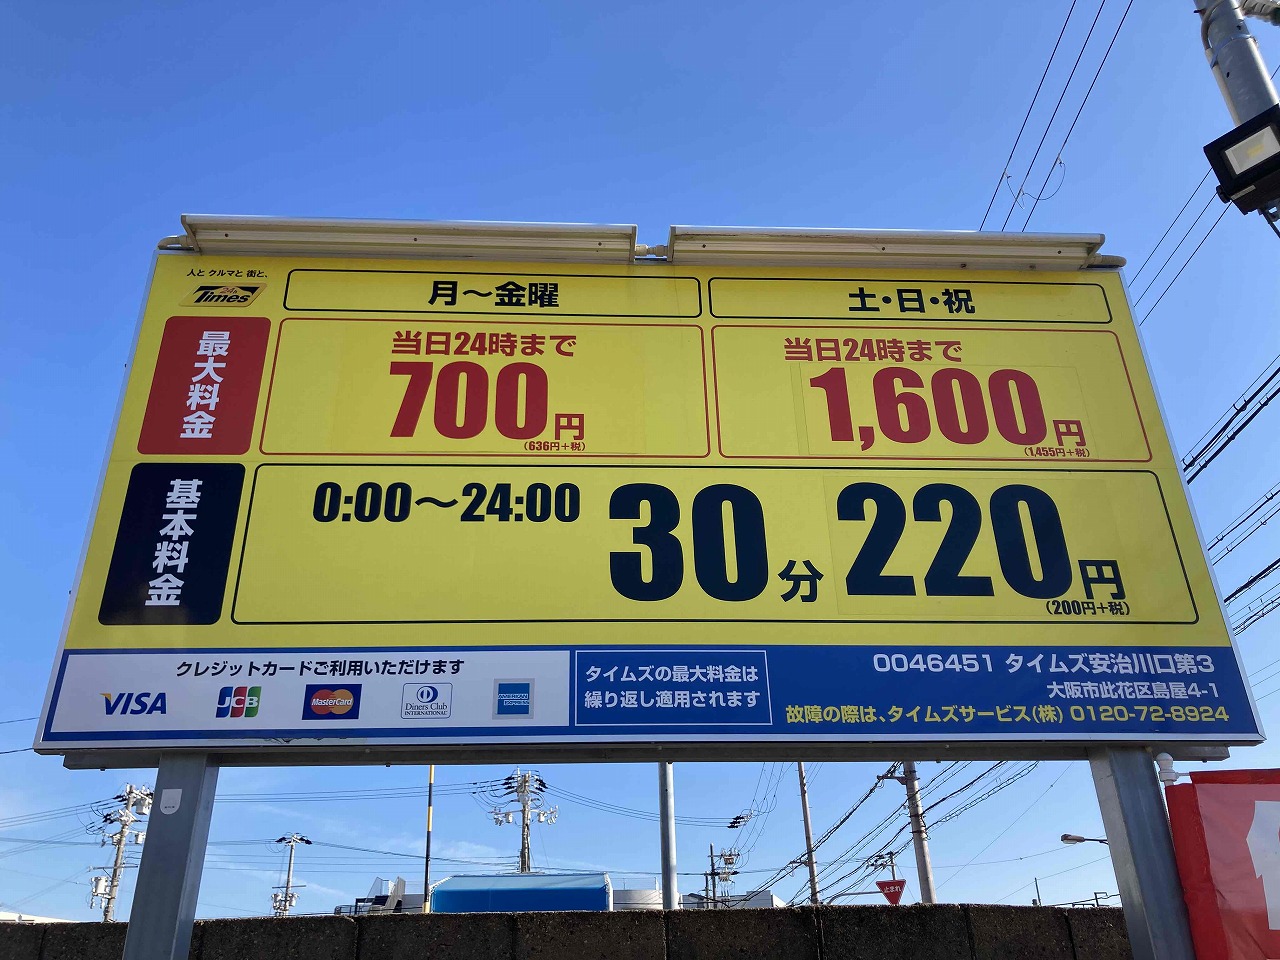 人と クルマと 街と、
24h
Times
月～金曜
土・日・祝
最大料金
当日24時まで
700円
(636円+税)
当日24時まで
1,600円
(1,455円+税)
基本料金
0:00～24:00 30分 220円
(200円+税)
クレジットカードご利用いただけます
VISA
JCB
MasterCard
Diners Club
INTERNATIONAL
AMERICAN
EXPRESS
タイムズの最大料金は
繰り返し適用されます
0046451 タイムズ安治川口第3
大阪市此花区島屋4-1
故障の際は、タイムズサービス(株) 0120-72-8924
止まれ